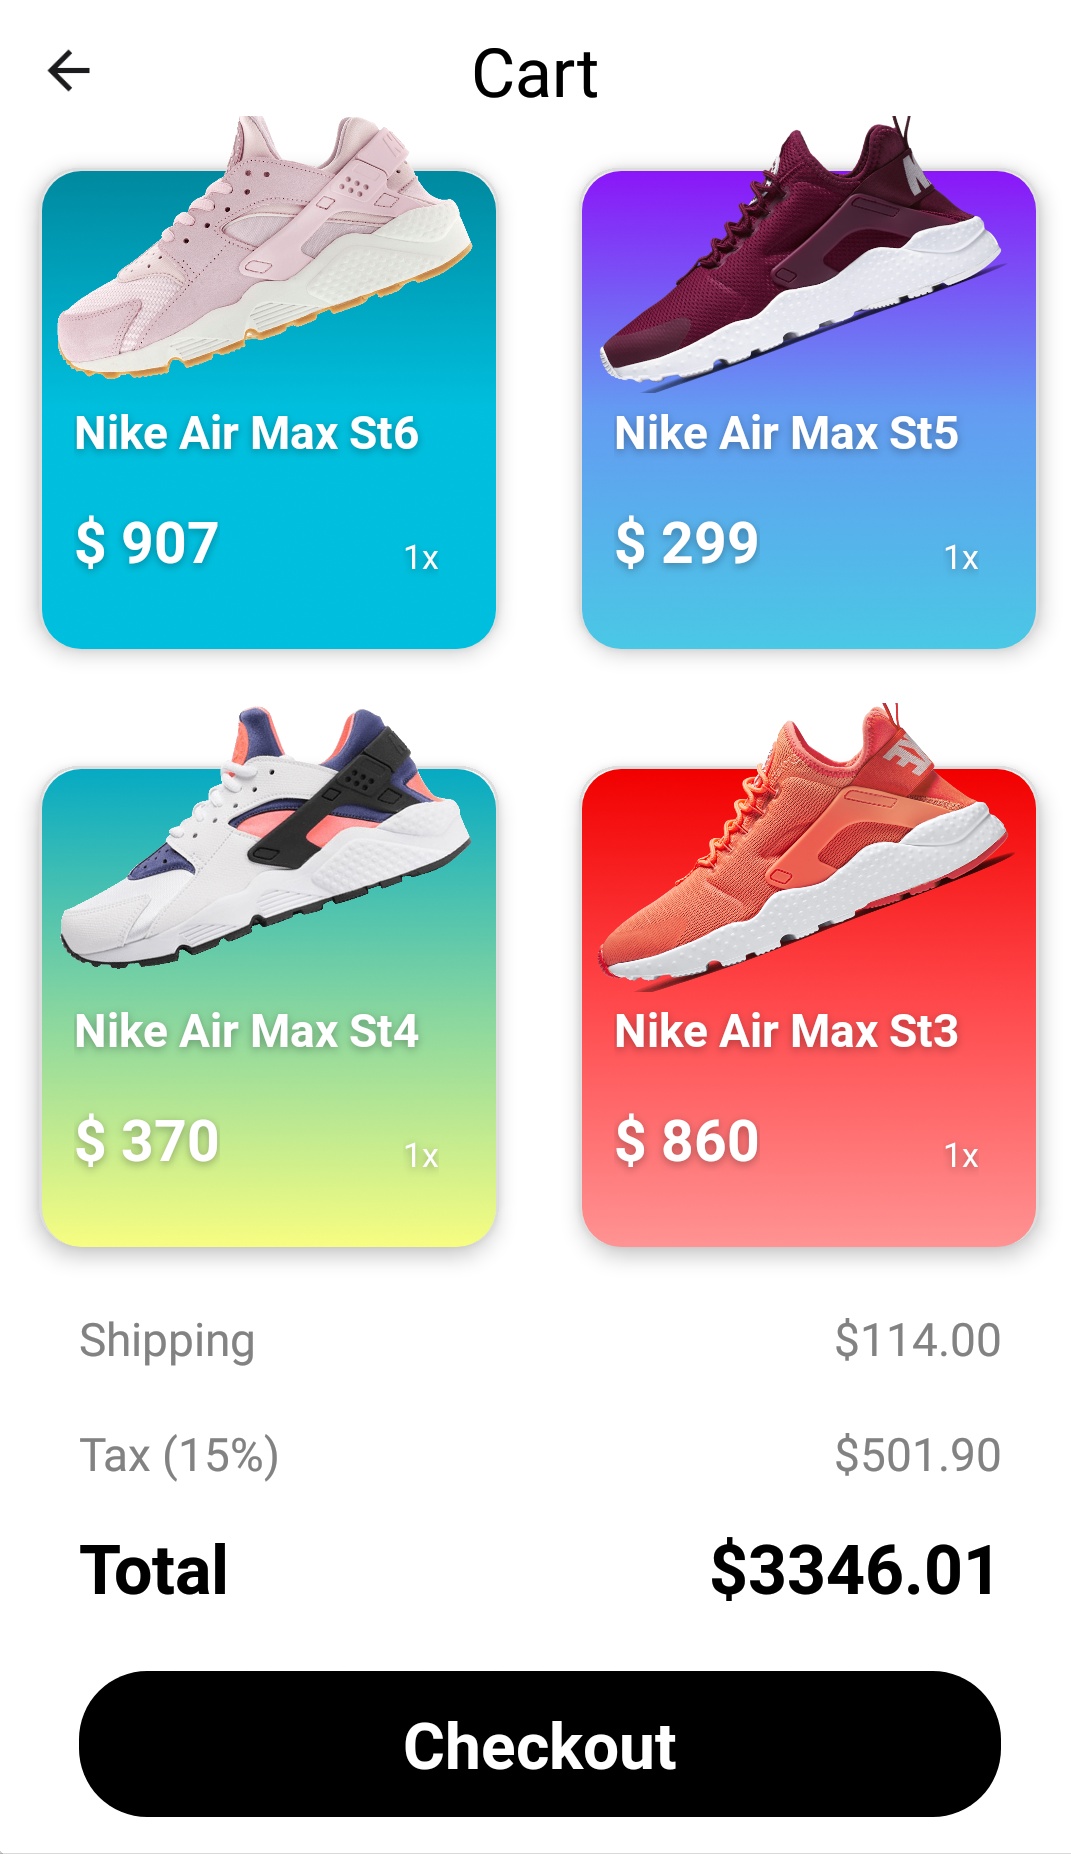 Cart
Nike Air Max St6
$ 907
1x
Nike Air Max St5
$ 299
1x
Nike Air Max St4
$ 370
1x
Nike Air Max St3
$ 860
1x
Shipping $114.00
Tax (15%) $501.90
Total $3346.01
Checkout